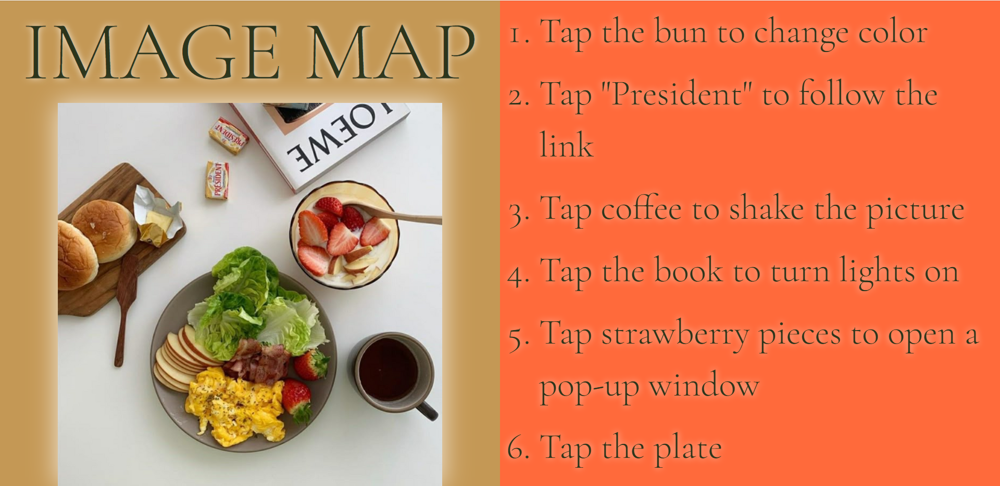 IMAGE MAP
PRÉSIDENT
LOEWE
PRÉSIDENT
1. Tap the bun to change color
2. Tap "President" to follow the
link
3. Tap coffee to shake the picture
4. Tap the book to turn lights on
5. Tap strawberry pieces to open a
pop-up window
6. Tap the plate